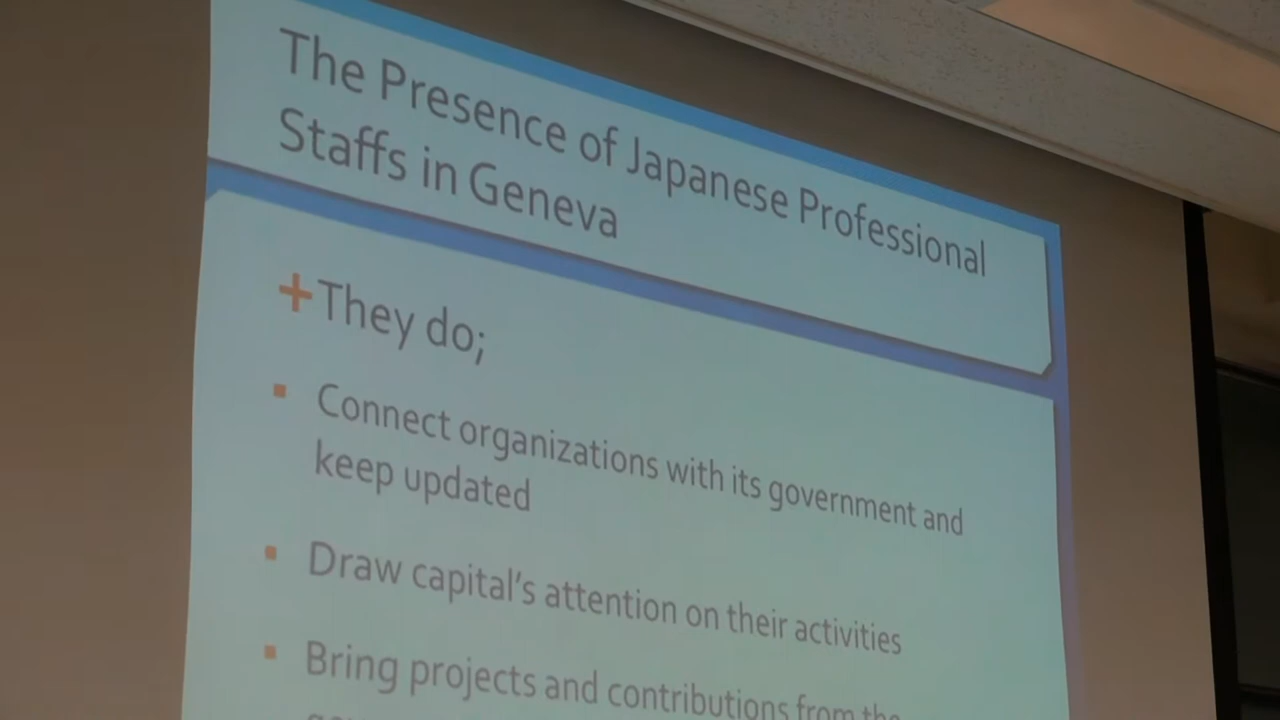 The Presence of Japanese Professional
Staffs in Geneva
+They do;
Connect organizations with its government and
keep updated
Draw capital's attention on their activities
Bring projects and contributions from the